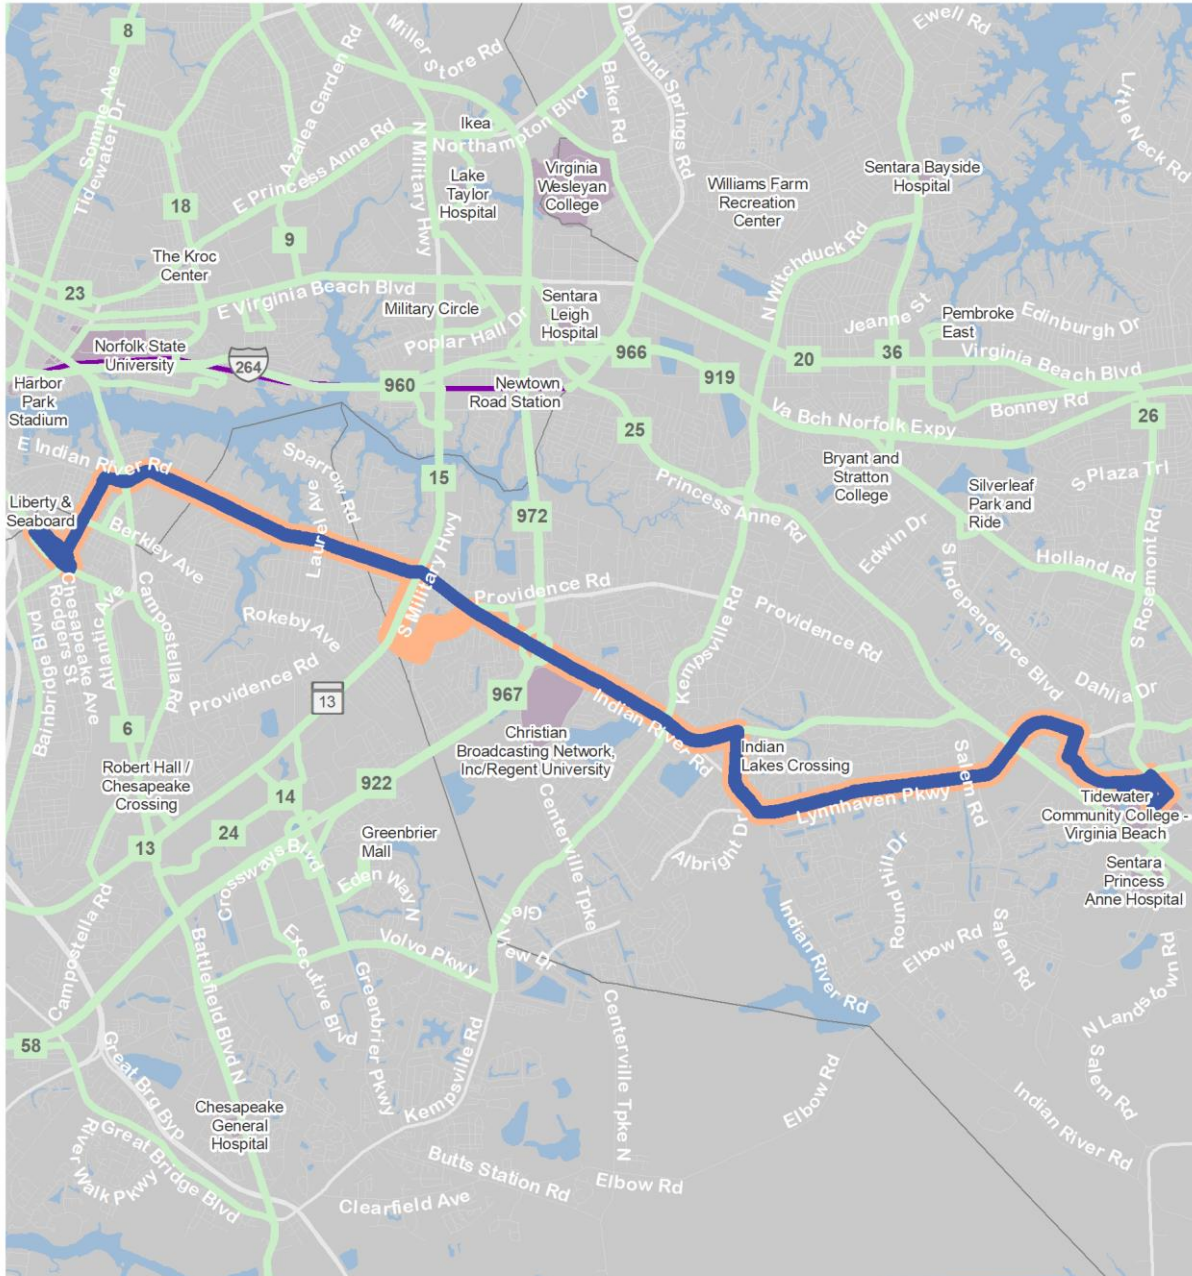 Ewell Rd
8
Miller Store Rd
Diamond Springs Rd
Baker Rd
Somme Ave
Tidewater Dr
Azalea Garden Rd
N Military Hwy
Ikea
Northampton Blvd
Little Neck Rd
E Princess Anne Rd
Lake
Taylor
Hospital
Virginia
Wesleyan
College
Williams Farm
Recreation
Center
Sentara Bayside
Hospital
18
9
N Witchduck Rd
The Kroc
Center
23
E Virginia Beach Blvd
Military Circle
Sentara
Leigh
Hospital
Poplar Hall Dr
Jeanne St
Pembroke
East
Edinburgh Dr
Norfolk State
University
264
966
20
36
Virginia Beach Blvd
Harbor
Park
Stadium
960
Newtown
Road Station
919
Bonney Rd
26
25
Va Bch Norfolk Expy
E Indian River Rd
Sparrow Rd
15
Bryant and
Stratton
College
S Plaza Trl
Silverleaf
Park and
Ride
Liberty &
Seaboard
Laurel Ave
972
Princess Anne Rd
Edwin Dr
Berkley Ave
S Military Hwy
Holland Rd
S Rosemont Rd
Providence Rd
S Independence Blvd
Chesapeake Ave
Rodgers St
Bainbridge Blvd
Atlantic Ave
Campostella Rd
Rokeby Ave
Kempsville Rd
Providence Rd
Providence Rd
13
967
Dahlia Dr
6
Christian
Broadcasting Network,
Inc/Regent University
Indian River Rd
Indian
Lakes Crossing
Salem Rd
Robert Hall /
Chesapeake
Crossing
922
14
Lynnhaven Pkwy
Tidewater
Community College -
Virginia Beach
24
13
Greenbrier
Mall
Centerville Tpke
Albright Dr
Round Hill Dr
Sentara
Princess
Anne Hospital
Crossways Blvd
Eden Way N
Campostella Rd
Battlefield Blvd N
Executive Blvd
Volvo Pkwy
Glen View Dr
Indian River Rd
Elbow Rd
Salem Rd
N Landstown Rd
Greenbrier Pkwy
Centerville Tpke N
58
Great Brg Byp
Kempsville Rd
Elbow Rd
Salem Rd
Indian River Rd
Chesapeake
General
Hospital
River Walk Pkwy
Great Bridge Blvd
Butts Station Rd
Elbow Rd
Clearfield Ave